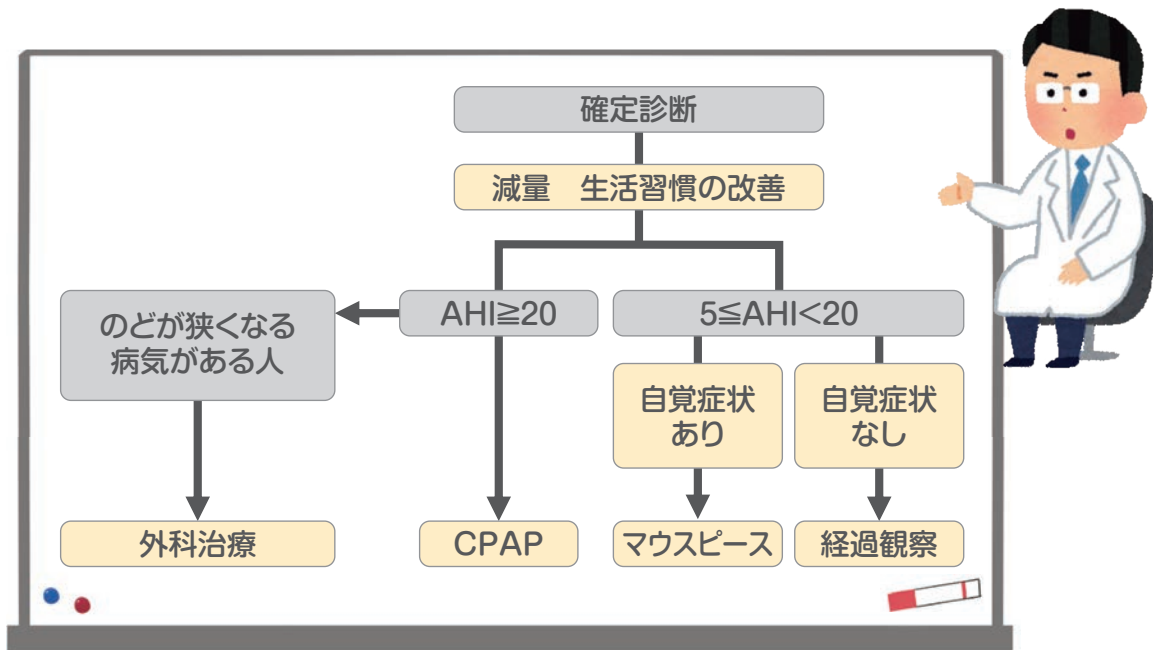 確定診断
減量　生活習慣の改善
のどが狭くなる
病気がある人
AHI≧20
5≦AHI<20
自覚症状
あり
自覚症状
なし
外科治療
CPAP
マウスピース
経過観察